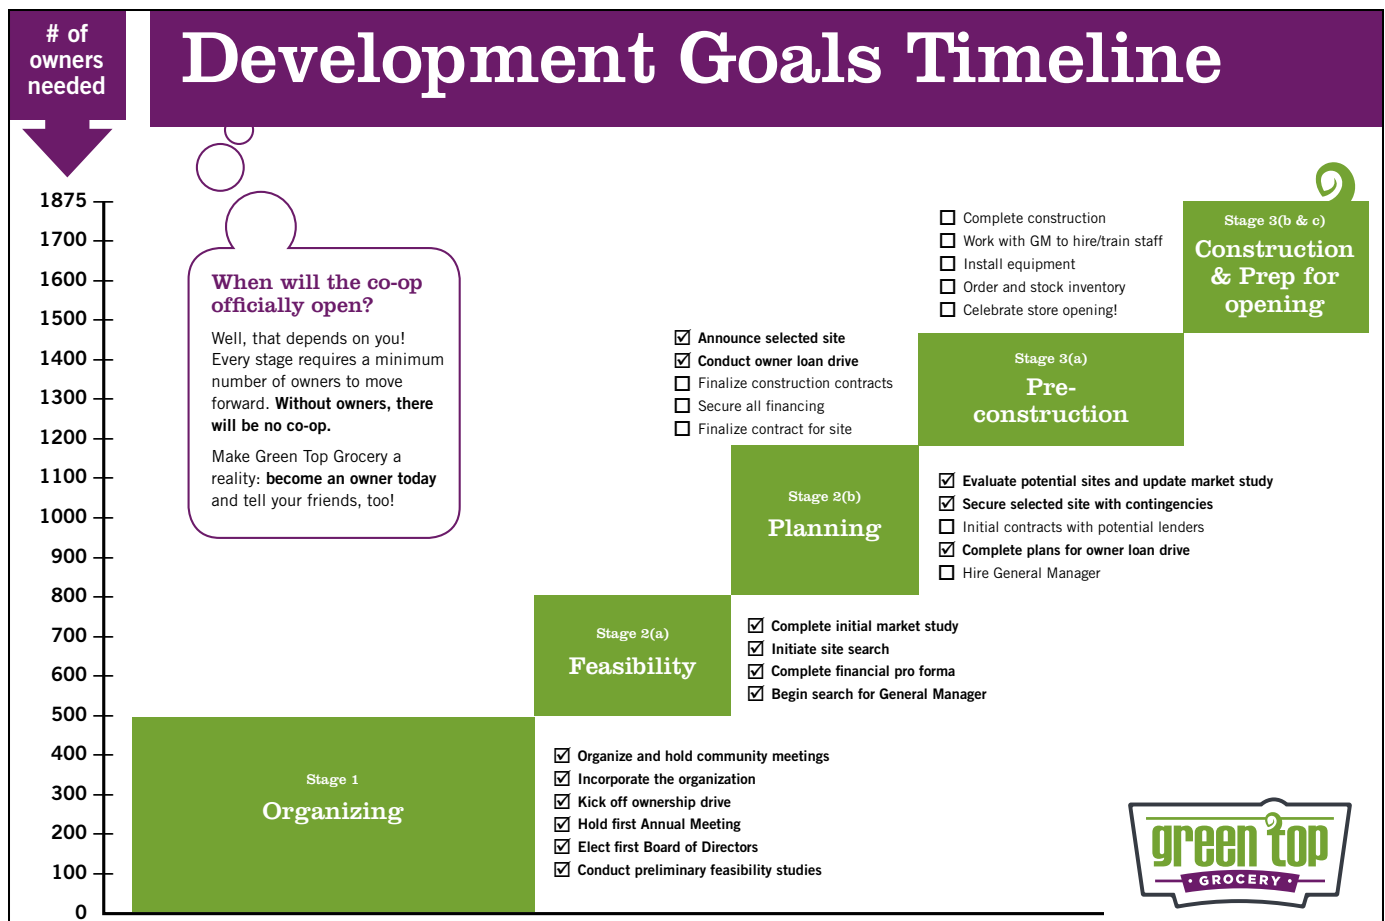 # of
owners
needed
Development Goals Timeline
1875
1700
1600
1500
1400
1300
1200
1100
1000
900
800
700
600
500
400
300
200
100
0
When will the co-op
officially open?
Well, that depends on you!
Every stage requires a minimum
number of owners to move
forward. Without owners, there
will be no co-op.
Make Green Top Grocery a
reality: become an owner today
and tell your friends, too!
Stage 1
Organizing
Organize and hold community meetings
Incorporate the organization
Kick off ownership drive
Hold first Annual Meeting
Elect first Board of Directors
Conduct preliminary feasibility studies
Stage 2(a)
Feasibility
Complete initial market study
Initiate site search
Complete financial pro forma
Begin search for General Manager
Stage 2(b)
Planning
Evaluate potential sites and update market study
Secure selected site with contingencies
Initial contracts with potential lenders
Complete plans for owner loan drive
Hire General Manager
Stage 3(a)
Pre-
construction
Announce selected site
Conduct owner loan drive
Finalize construction contracts
Secure all financing
Finalize contract for site
Stage 3(b & c)
Construction
& Prep for
opening
Complete construction
Work with GM to hire/train staff
Install equipment
Order and stock inventory
Celebrate store opening!
green top
· GROCERY ·